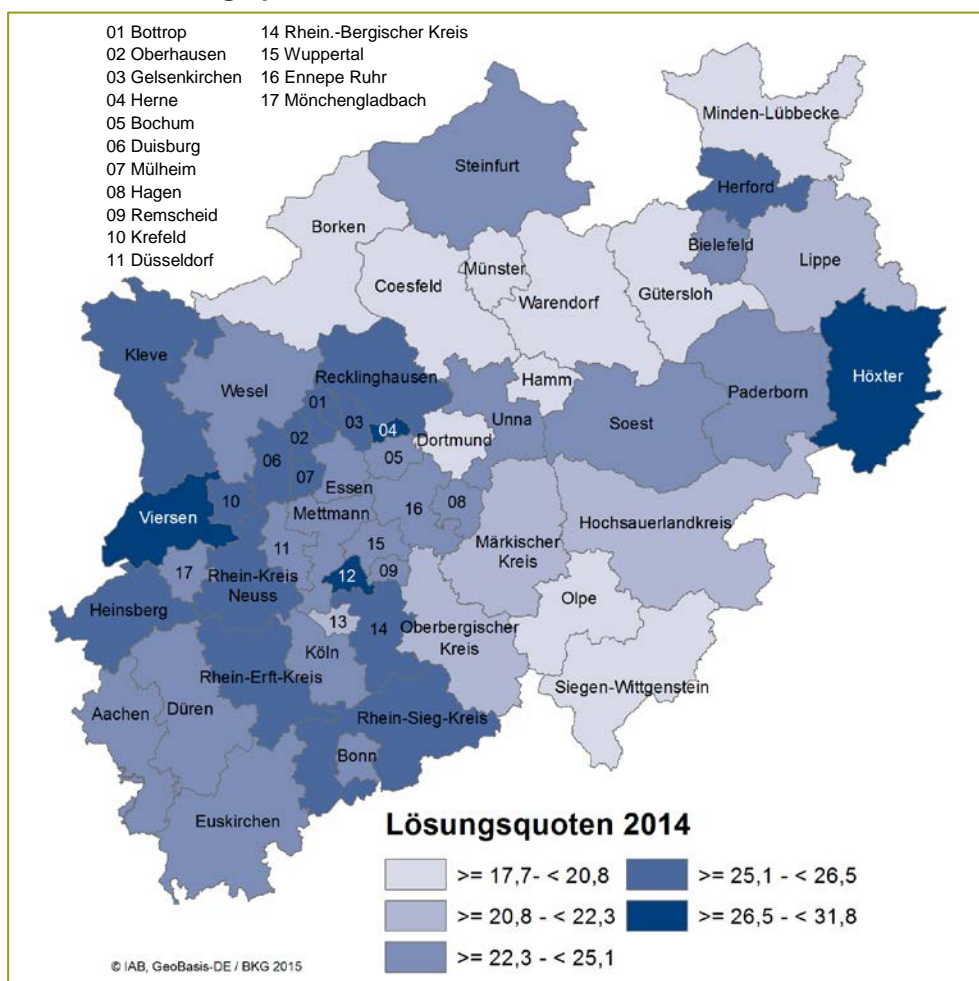 01 Bottrop
02 Oberhausen
03 Gelsenkirchen
04 Herne
05 Bochum
06 Duisburg
07 Mülheim
08 Hagen
09 Remscheid
10 Krefeld
11 Düsseldorf
14 Rhein.-Bergischer Kreis
15 Wuppertal
16 Ennepe Ruhr
17 Mönchengladbach
Minden-Lübbecke
Steinfurt
Herford
Borken
Bielefeld
Münster
Lippe
Coesfeld
Warendorf
Gütersloh
Kleve
Recklinghausen
Wesel
Hamm
Paderborn
Höxter
01
03
04
Unna
Soest
02
Dortmund
06
05
07
Essen
10
08
Viersen
Mettmann
16
Hochsauerlandkreis
11
15
Märkischer
Kreis
17
Rhein-Kreis
Neuss
12
09
Olpe
Heinsberg
13
14
Oberbergischer
Kreis
Köln
Rhein-Erft-Kreis
Siegen-Wittgenstein
Aachen
Düren
Rhein-Sieg-Kreis
Bonn
Euskirchen
Lösungsquoten 2014
>= 17,7- < 20,8
>= 20,8 - < 22,3
>= 22,3 - < 25,1
>= 25,1 - < 26,5
>= 26,5 - < 31,8
© IAB, GeoBasis-DE / BKG 2015